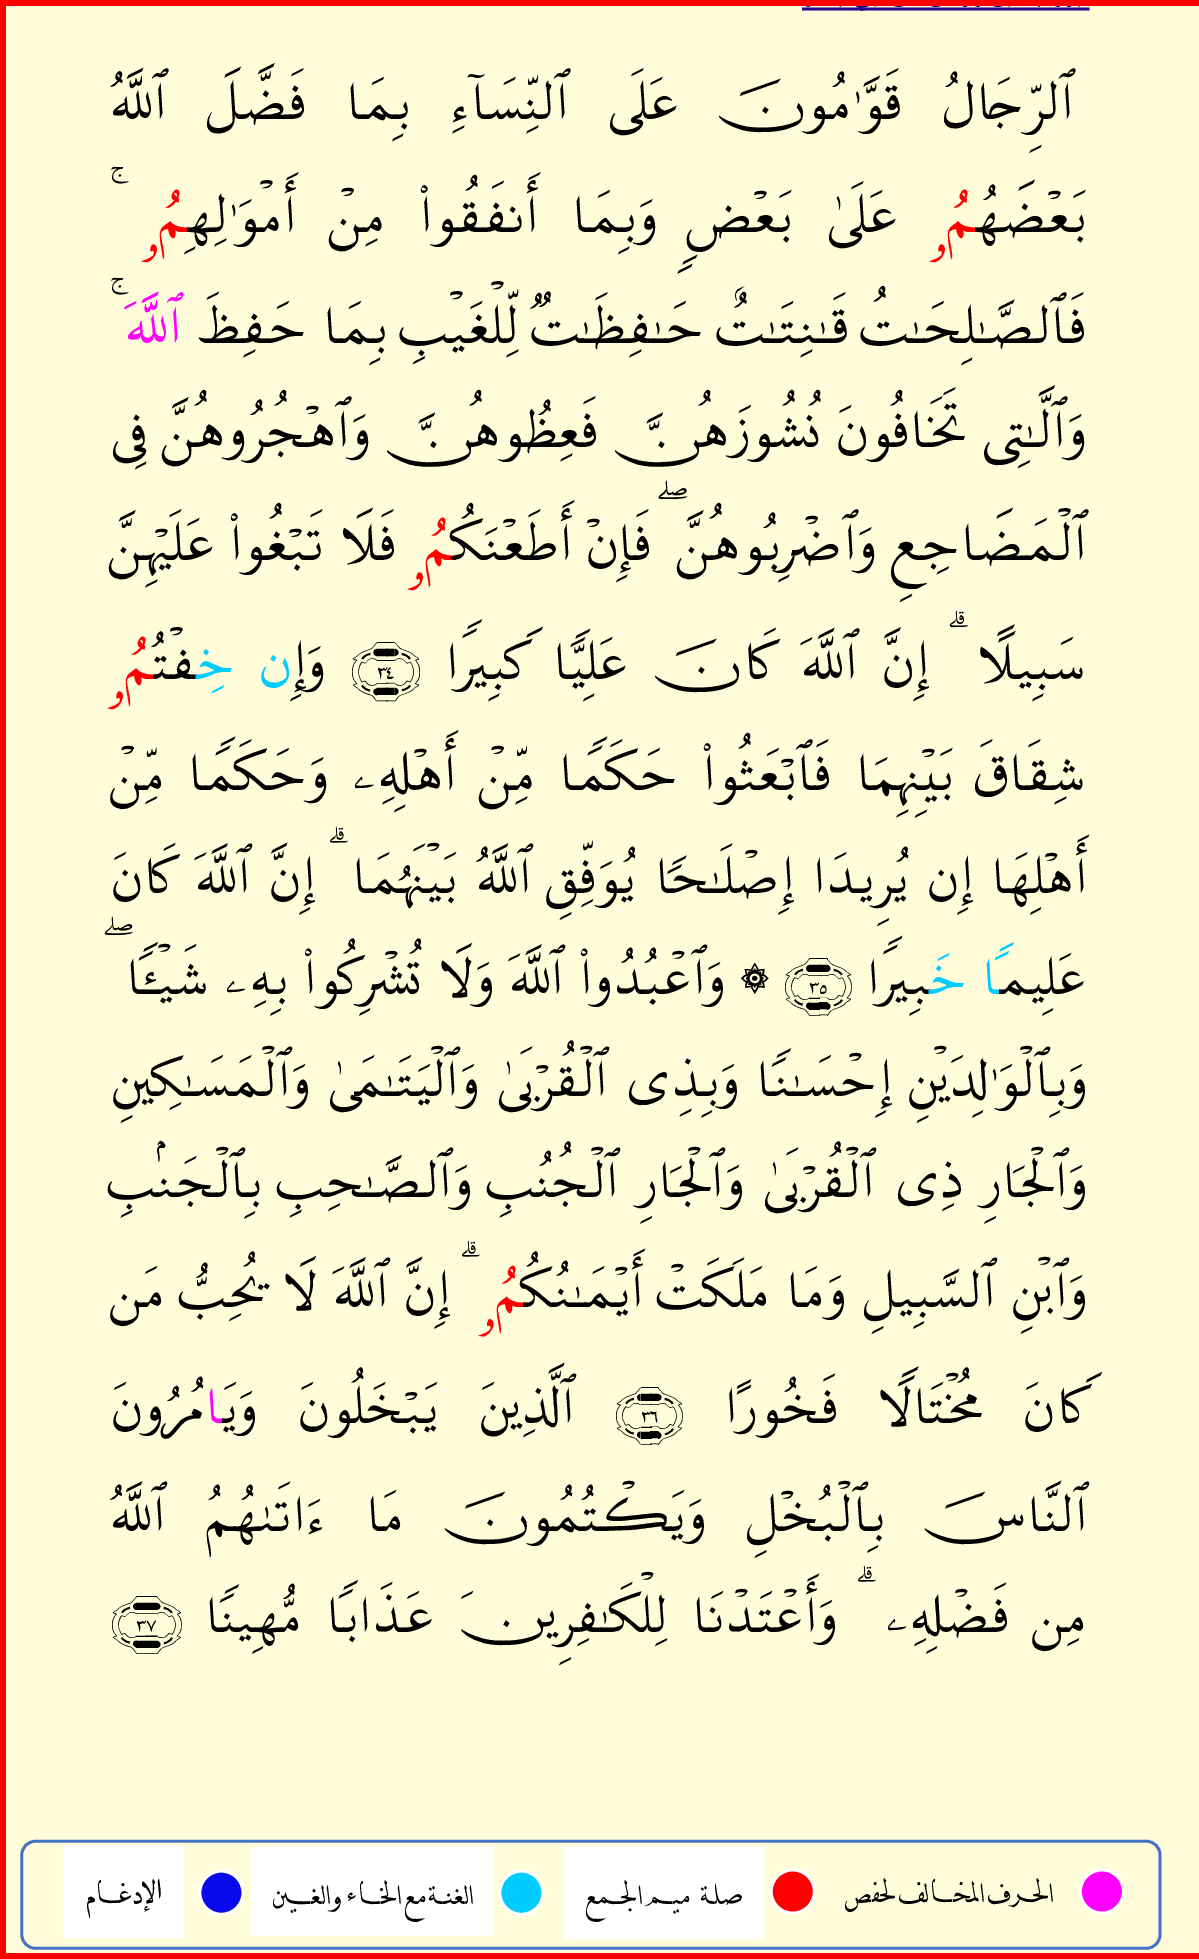 ٱلرِّجَالُ قَوَّٰمُونَ عَلَى ٱلنِّسَآءِ بِمَا فَضَّلَ ٱللَّهُ
بَعْضَهُمُۥ عَلَىٰ بَعْضٍ وَبِمَآ أَنفَقُوا۟ مِنْ أَمْوَٰلِهِمُۥ ۚ
فَٱلصَّٰلِحَٰتُ قَٰنِتَٰتٌ حَٰفِظَٰتٌ لِّلْغَيْبِ بِمَا حَفِظَ ٱللَّهَ ۚ
وَٱلَّٰتِى تَخَافُونَ نُشُوزَهُنَّ فَعِظُوهُنَّ وَٱهْجُرُوهُنَّ فِى
ٱلْمَضَاجِعِ وَٱضْرِبُوهُنَّ ۖ فَإِنْ أَطَعْنَكُمُۥ فَلَا تَبْغُوا۟ عَلَيْهِنَّ
سَبِيلًا ۗ إِنَّ ٱللَّهَ كَانَ عَلِيًّا كَبِيرًا ٣٤ وَإِن خِفْتُمُۥ
شِقَاقَ بَيْنِهِمَا فَٱبْعَثُوا۟ حَكَمًا مِّنْ أَهْلِهِۦ وَحَكَمًا مِّنْ
أَهْلِهَا إِن يُرِيدَا إِصْلَٰحًا يُوَفِّقِ ٱللَّهُ بَيْنَهُمَا ۗ إِنَّ ٱللَّهَ كَانَ
عَلِيمًا خَبِيرًا ٣٥ ۞ وَٱعْبُدُوا۟ ٱللَّهَ وَلَا تُشْرِكُوا۟ بِهِۦ شَيْـًٔا ۖ
وَبِٱلْوَٰلِدَيْنِ إِحْسَٰنًا وَبِذِى ٱلْقُرْبَىٰ وَٱلْيَتَٰمَىٰ وَٱلْمَسَٰكِينِ
وَٱلْجَارِ ذِى ٱلْقُرْبَىٰ وَٱلْجَارِ ٱلْجُنُبِ وَٱلصَّاحِبِ بِٱلْجَنۢبِ
وَٱبْنِ ٱلسَّبِيلِ وَمَا مَلَكَتْ أَيْمَٰنُكُمُۥ ۗ إِنَّ ٱللَّهَ لَا يُحِبُّ مَن
كَانَ مُخْتَالًا فَخُورًا ٣٦ ٱلَّذِينَ يَبْخَلُونَ وَيَامُرُونَ
ٱلنَّاسَ بِٱلْبُخْلِ وَيَكْتُمُونَ مَا ءَاتَىٰهُمُ ٱللَّهُ
مِن فَضْلِهِۦ ۗ وَأَعْتَدْنَا لِلْكَٰفِرِينَ عَذَابًا مُّهِينًا ٣٧
الحرف المخالف لحفص
صلة ميم الجمع
الغنة مع الخاء والغين
الإدغام